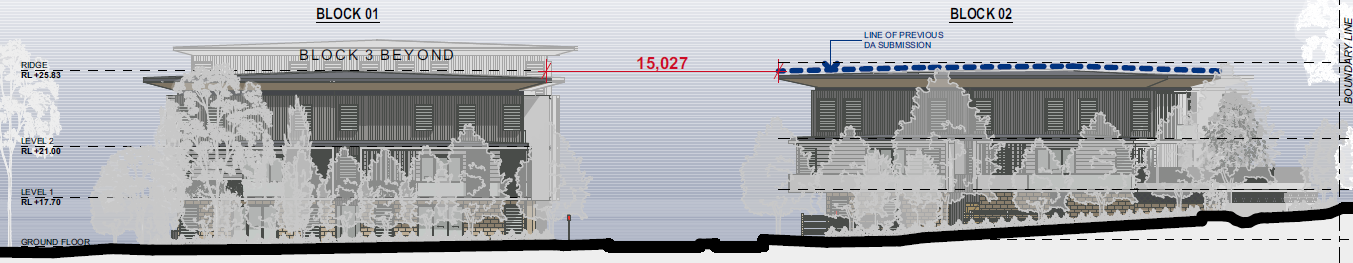 BLOCK 01
BLOCK 02
LINE OF PREVIOUS
DA SUBMISSION
BLOCK 3 BEYOND
15,027
RIDGE
RL +25.83
LEVEL 2
RL +21.00
LEVEL 1
RL +17.70
GROUND FLOOR
BOUNDARY LINE